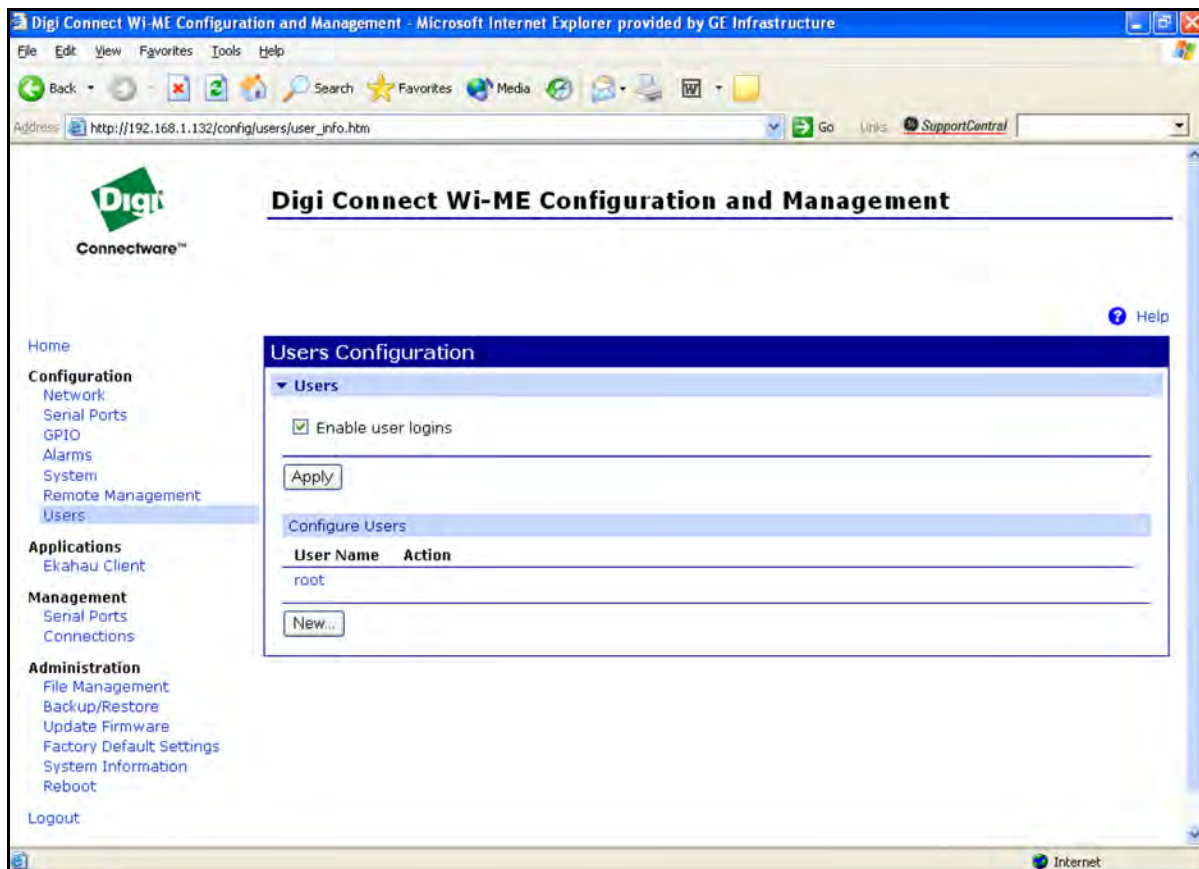 Digi Connect Wi-ME Configuration and Management - Microsoft Internet Explorer provided by GE Infrastructure
File Edit View Favorites Tools Help
Back Search Favorites Media
Address http://192.168.1.132/config/users/user_info.htm Go Links SupportCentral
Digi
Connectware™
Digi Connect Wi-ME Configuration and Management
Help
Home
Configuration
Network
Serial Ports
GPIO
Alarms
System
Remote Management
Users
Applications
Ekahau Client
Management
Serial Ports
Connections
Administration
File Management
Backup/Restore
Update Firmware
Factory Default Settings
System Information
Reboot
Logout
Users Configuration
Users
Enable user logins
Apply
Configure Users
User Name Action
root
New...
Internet